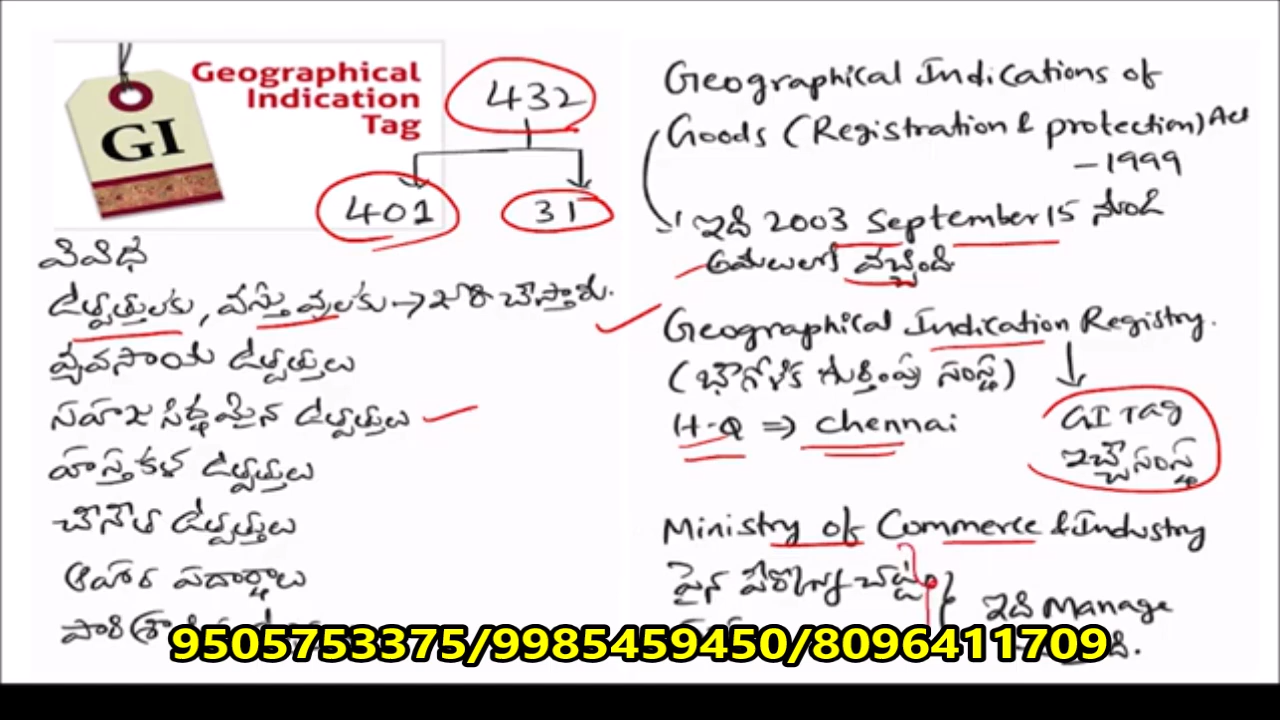 Geographical
Indication
Tag
GI
432
401 31
వివిధ
ఉత్పత్తులకు, వస్తువులకు → జారీ చేస్తారు.
వ్యవసాయ ఉత్పత్తులు
సహజ సిద్ధమైన ఉత్పత్తులు
హస్తకళ ఉత్పత్తులు
చేనేత ఉత్పత్తులు
ఆహార పదార్థాలు
Geographical Indications of
Goods (Registration & protection) Act
- 1999
ఇది 2003 September 15 నుండి
అమలులోకి వచ్చింది
Geographical Indication Registry.
(భౌగోళిక గుర్తింపు సంస్థ)
H.Q ⇒ Chennai
GI Tag
ఇచ్చే సంస్థ
Ministry of Commerce & Industry
పైన పేర్కొన్న చట్టం
ఇది Manage
9505753375/9985459450/8096411709